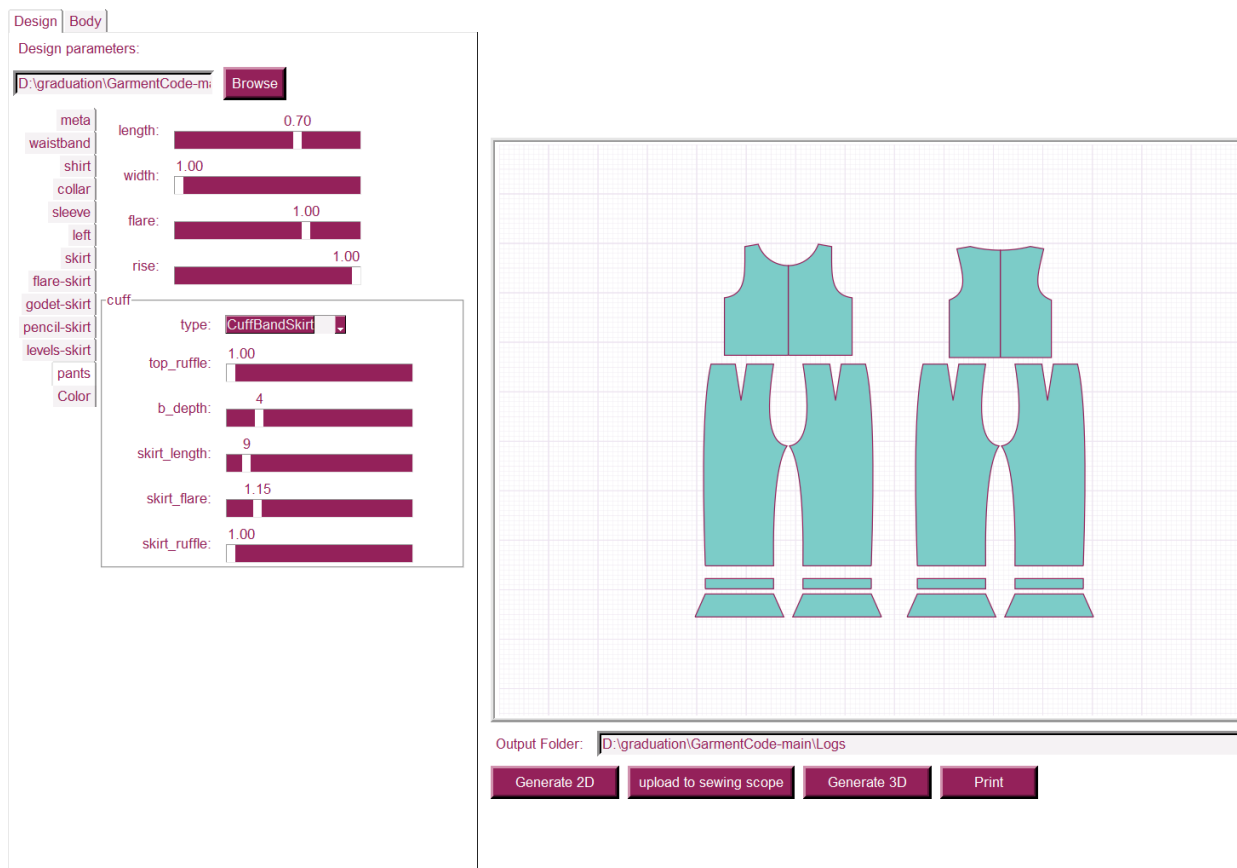 Design Body
Design parameters:
D:\graduation\GarmentCode-ma
Browse
meta
waistband
shirt
collar
sleeve
left
skirt
flare-skirt
godet-skirt
pencil-skirt
levels-skirt
pants
Color
length: 0.70
width: 1.00
flare: 1.00
rise: 1.00
cuff
type: CuffBandSkirt
top_ruffle: 1.00
b_depth: 4
skirt_length: 9
skirt_flare: 1.15
skirt_ruffle: 1.00
Output Folder: D:\graduation\GarmentCode-main\Logs
Generate 2D upload to sewing scope Generate 3D Print